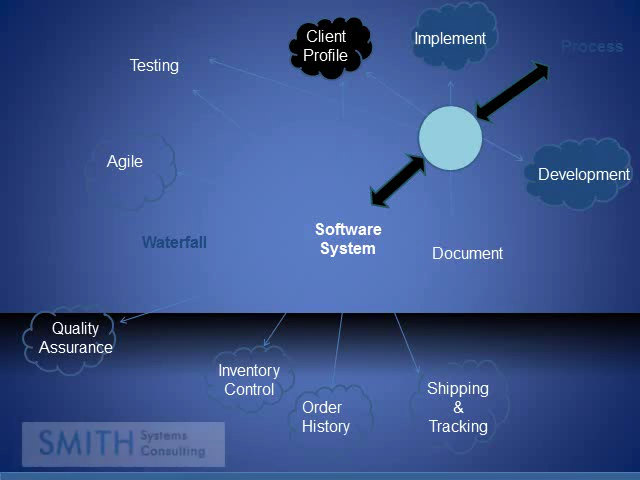 Client
Profile
Implement
Process
Testing
Agile
Development
Waterfall
Software
System
Document
Quality
Assurance
Inventory
Control
Order
History
Shipping
&
Tracking
SMITH Systems
Consulting